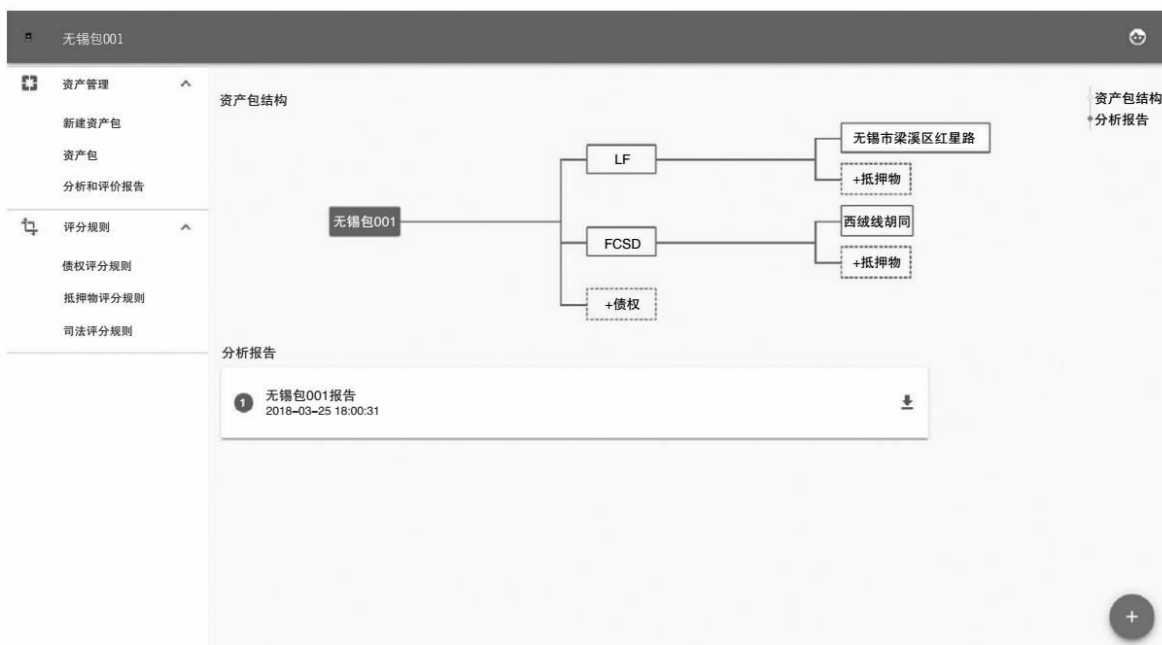 无锡包001
资产管理
新建资产包
资产包
分析和评价报告
评分规则
债权评分规则
抵押物评分规则
司法评分规则
资产包结构
无锡包001
LF
无锡市梁溪区红星路
+抵押物
FCSD
西绒线胡同
+抵押物
+债权
分析报告
1
无锡包001报告
2018-03-25 18:00:31
资产包结构
分析报告
+